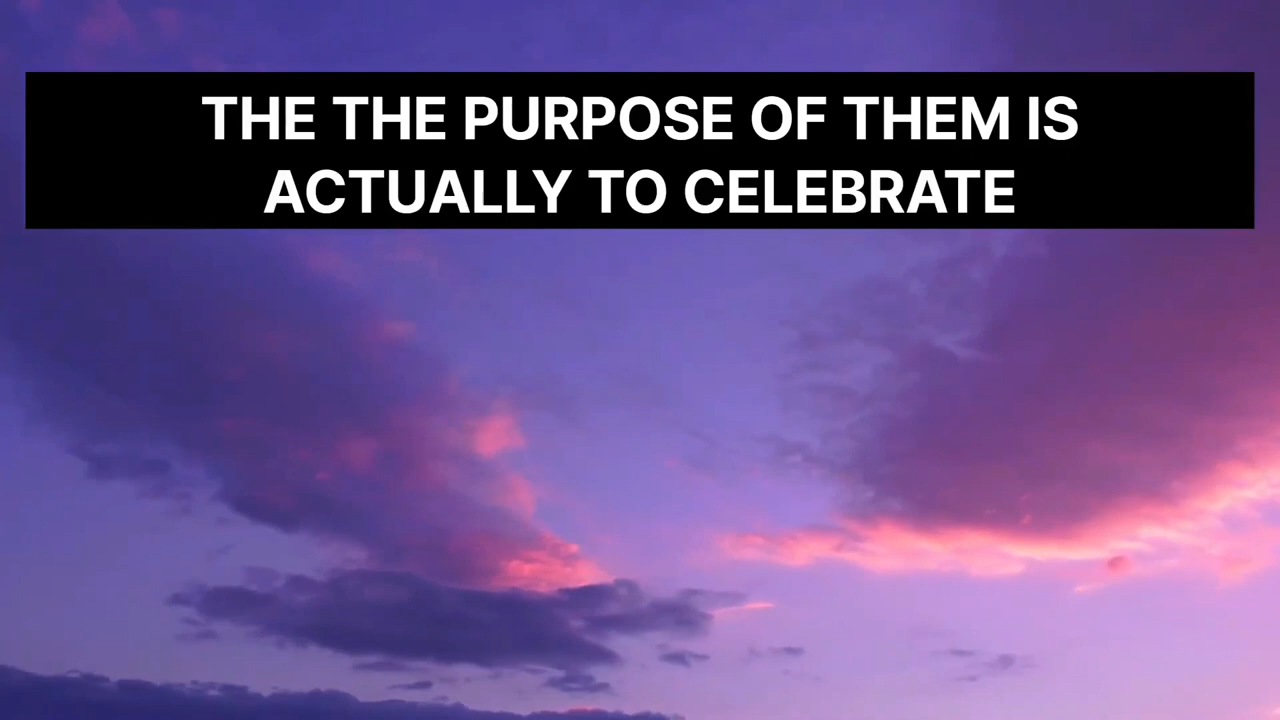 THE THE PURPOSE OF THEM IS
ACTUALLY TO CELEBRATE